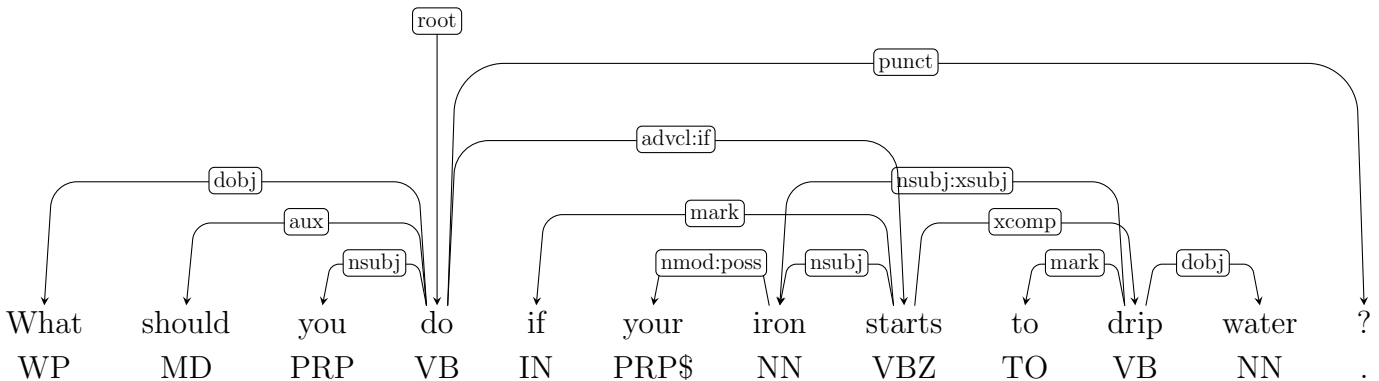 root
punct
advcl:if
dobj nsubj:xsubj
aux mark xcomp
nsubj nmod:poss nsubj mark dobj
What should you do if your iron starts to drip water ?
WP MD PRP VB IN PRP$ NN VBZ TO VB NN .